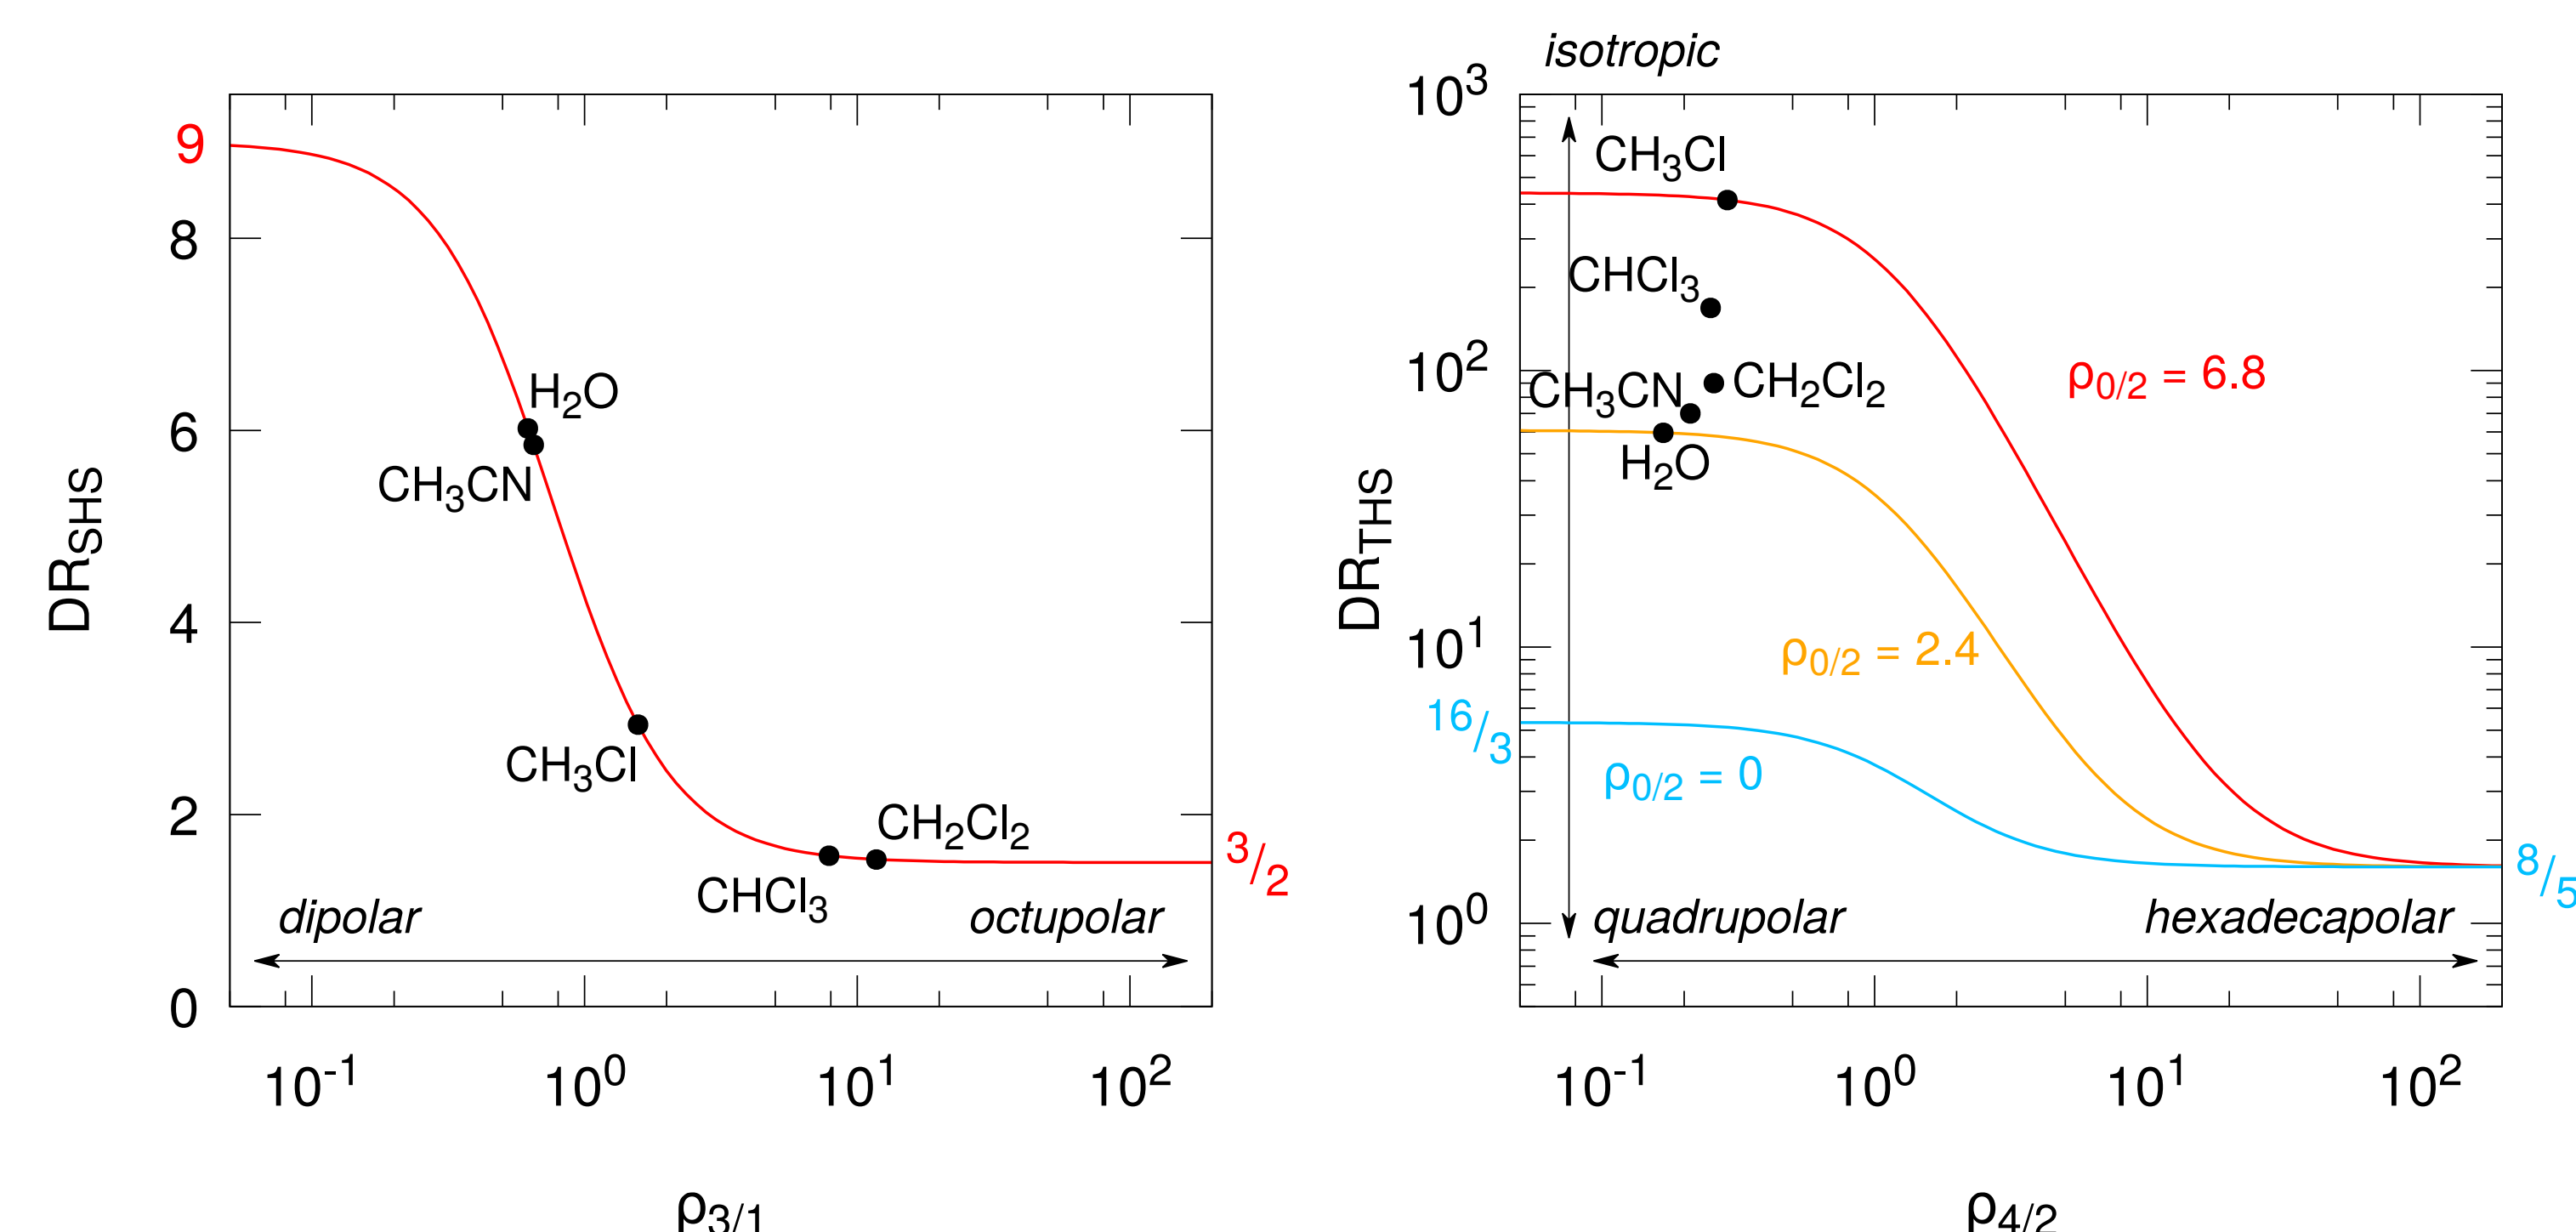 9
8
6
4
2
0
DR_SHS
H₂O
CH₃CN
CH₃Cl
CHCl₃
CH₂Cl₂
3/2
dipolar
octupolar
10⁻¹ 10⁰ 10¹ 10²
ρ₃/₁
isotropic
10³
10²
10¹
16/3
10⁰
DR_THS
CH₃Cl
CHCl₃
CH₃CN
CH₂Cl₂
H₂O
ρ₀/₂ = 6.8
ρ₀/₂ = 2.4
ρ₀/₂ = 0
8/5
quadrupolar
hexadecapolar
10⁻¹ 10⁰ 10¹ 10²
ρ₄/₂